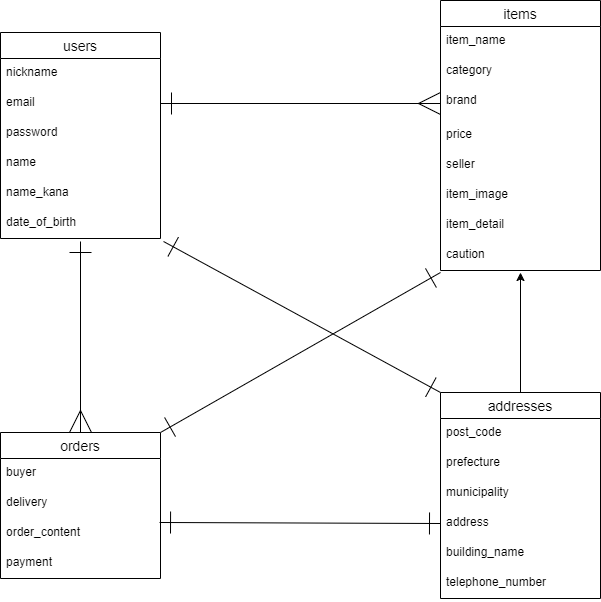 users
nickname
email
password
name
name_kana
date_of_birth
items
item_name
category
brand
price
seller
item_image
item_detail
caution
orders
buyer
delivery
order_content
payment
addresses
post_code
prefecture
municipality
address
building_name
telephone_number